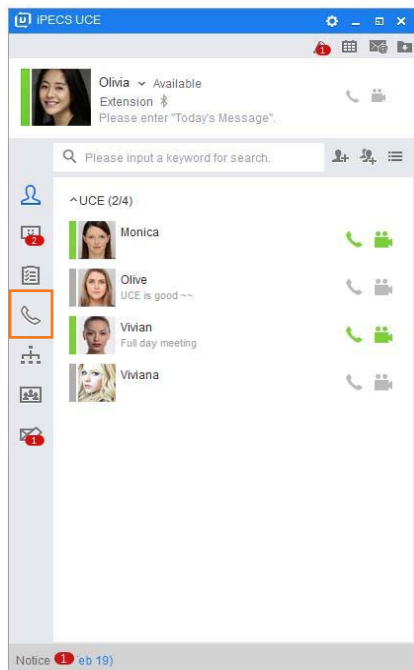 iPECS UCE
1
Olivia Available
Extension
Please enter "Today's Message".
Please input a keyword for search.
^UCE (2/4)
Monica
2
Olive
UCE is good ~~
Vivian
Full day meeting
Viviana
1
Notice 1 eb 19)